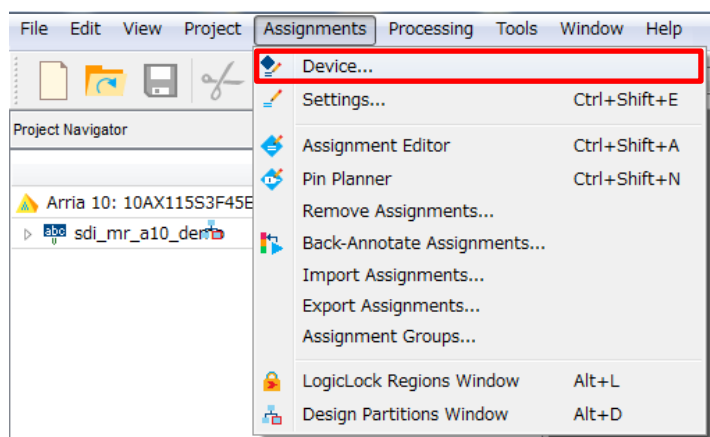 File Edit View Project Assignments Processing Tools Window Help
Device...
Settings... Ctrl+Shift+E
Project Navigator
Assignment Editor Ctrl+Shift+A
Pin Planner Ctrl+Shift+N
Arria 10: 10AX115S3F45E
Remove Assignments...
abc sdi_mr_a10_dem
Back-Annotate Assignments...
Import Assignments...
Export Assignments...
Assignment Groups...
LogicLock Regions Window Alt+L
Design Partitions Window Alt+D